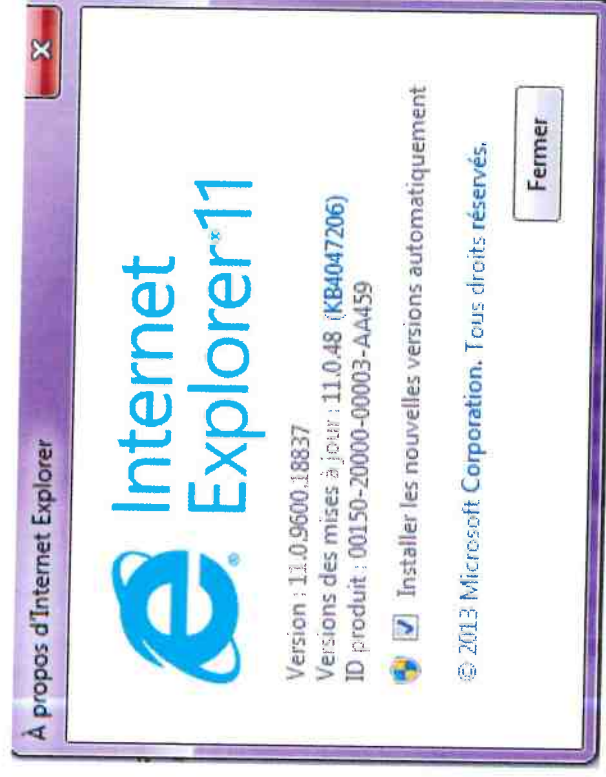 À propos d'Internet Explorer
Internet
Explorer®11
Version : 11.0.9600.18837
Versions des mises à jour : 11.0.48 (KB4047206)
ID produit : 00150-20000-00003-AA459
Installer les nouvelles versions automatiquement
© 2013 Microsoft Corporation. Tous droits réservés.
Fermer